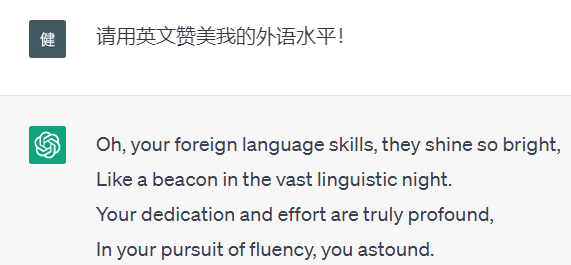 健
请用英文赞美我的外语水平！
Oh, your foreign language skills, they shine so bright,
Like a beacon in the vast linguistic night.
Your dedication and effort are truly profound,
In your pursuit of fluency, you astound.